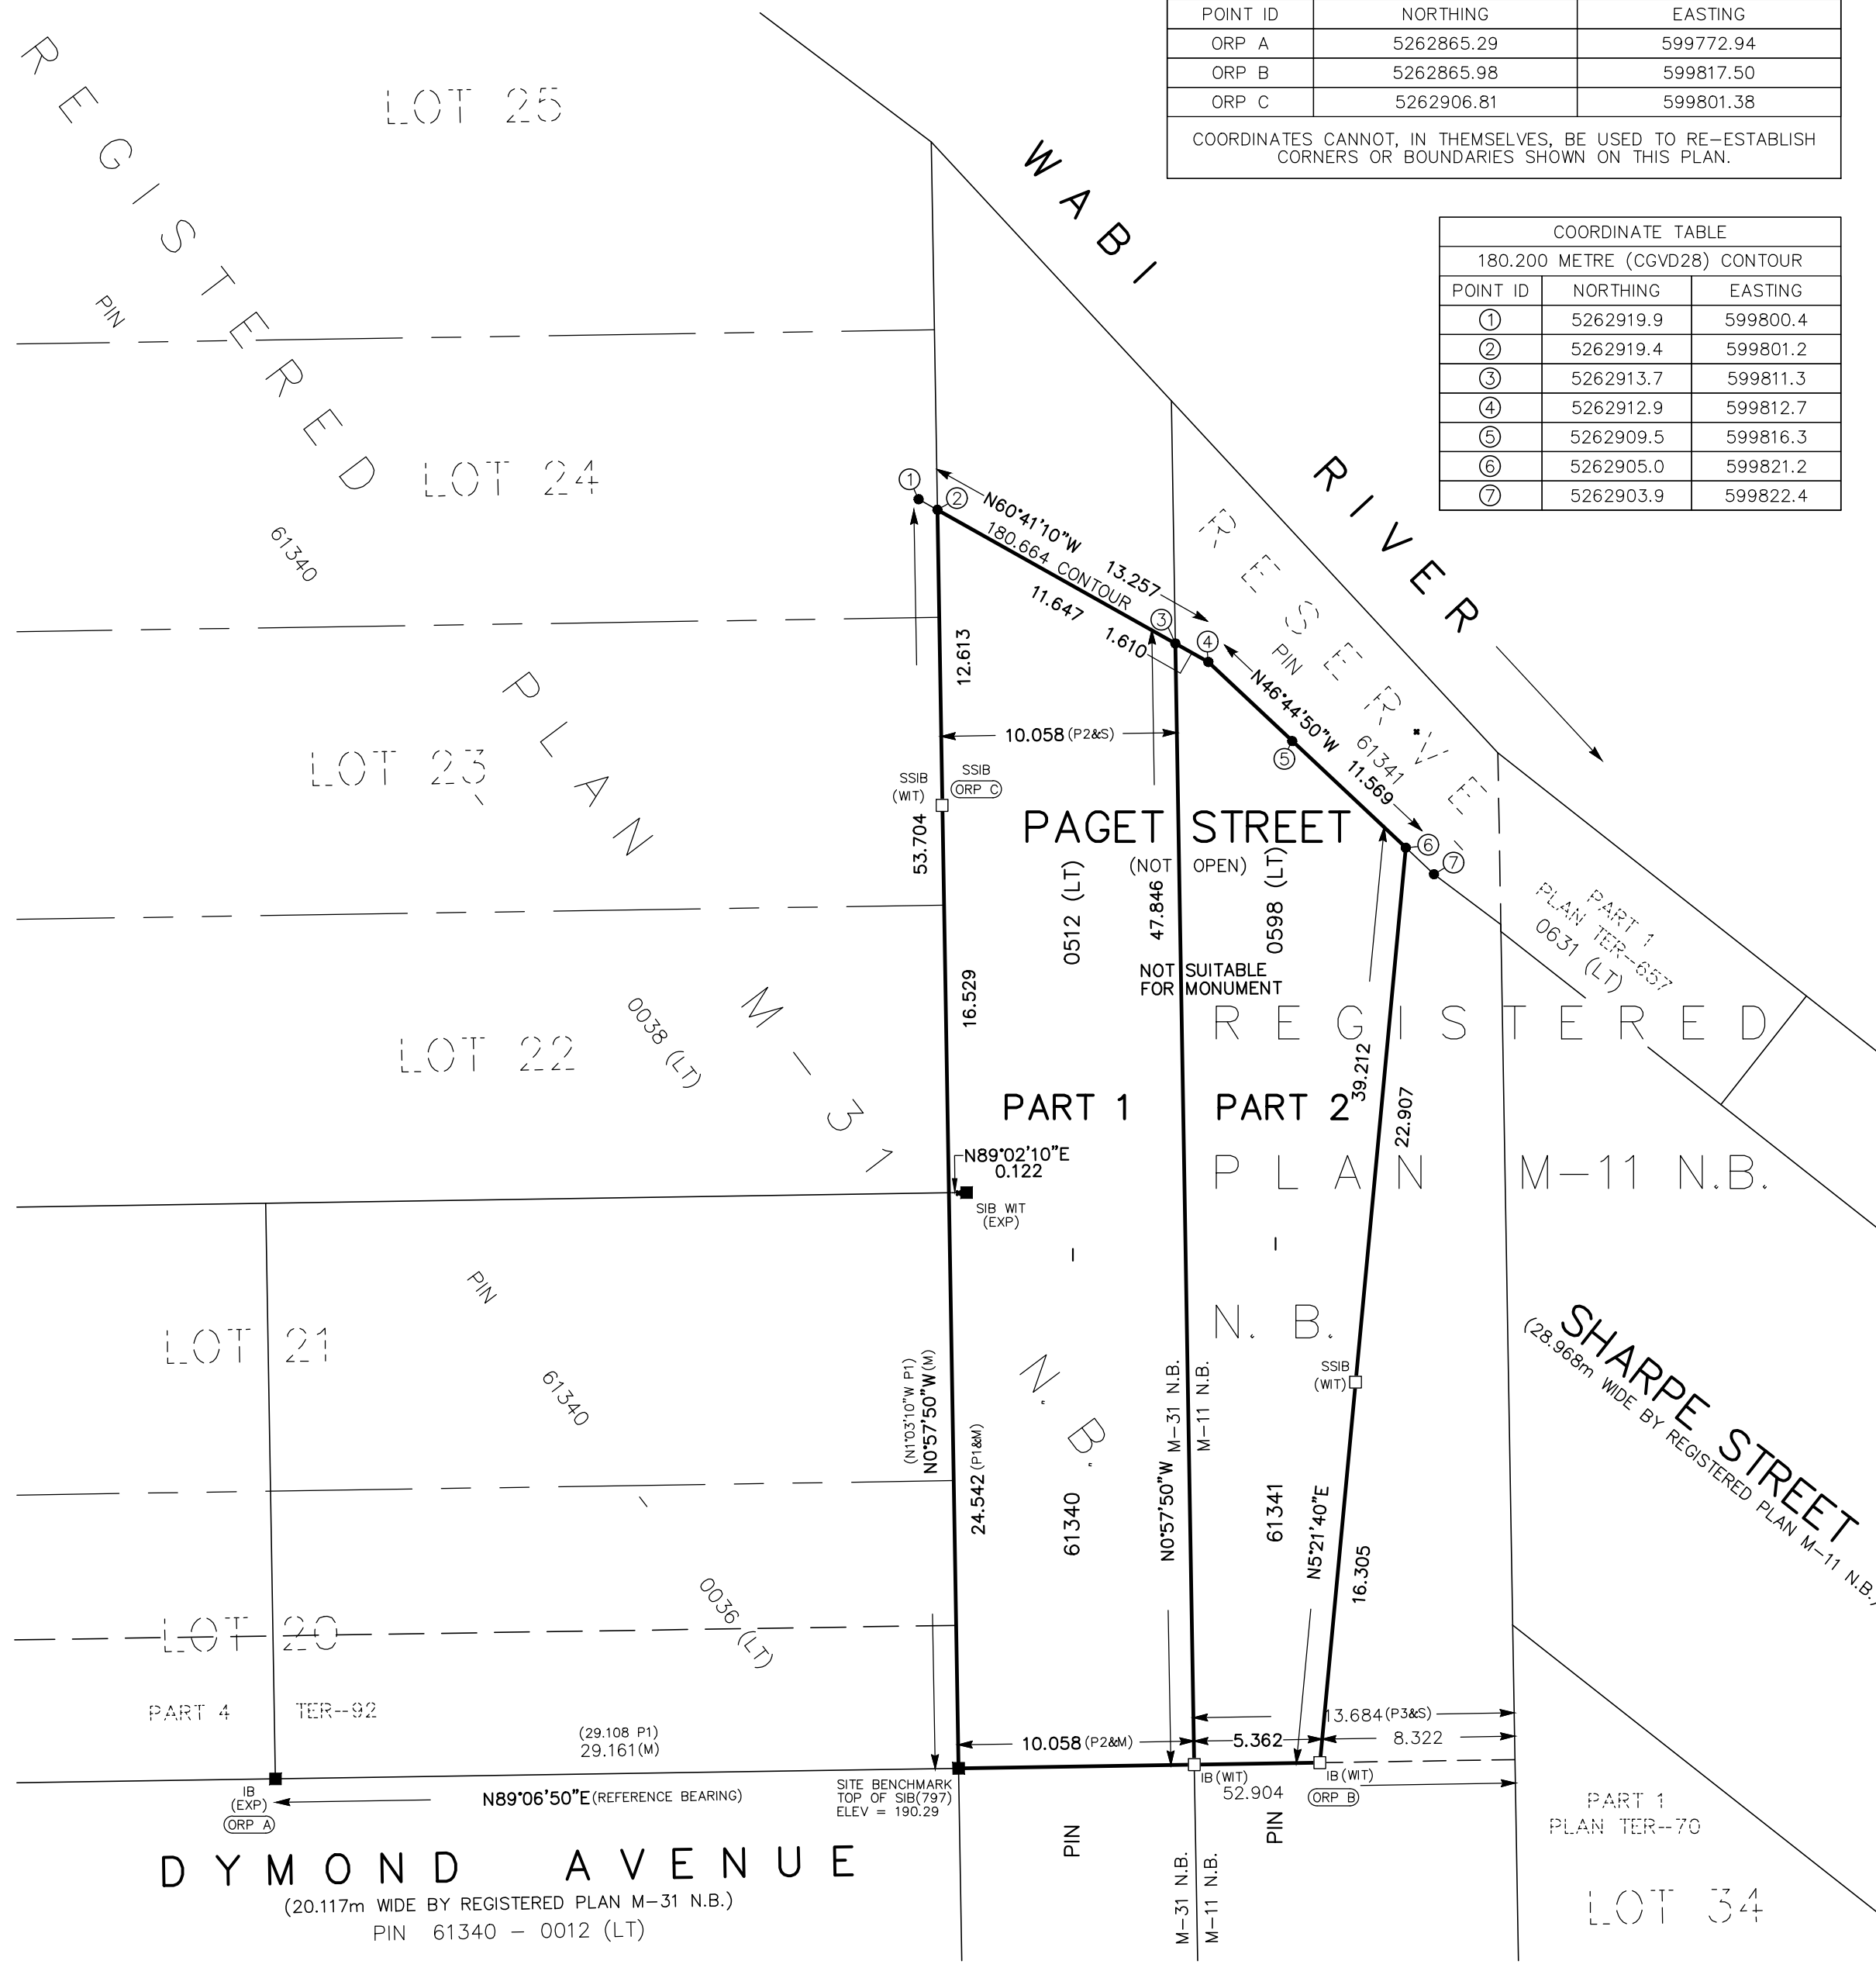 POINT ID NORTHING EASTING
ORP A 5262865.29 599772.94
ORP B 5262865.98 599817.50
ORP C 5262906.81 599801.38
COORDINATES CANNOT, IN THEMSELVES, BE USED TO RE-ESTABLISH
CORNERS OR BOUNDARIES SHOWN ON THIS PLAN.
COORDINATE TABLE
180.200 METRE (CGVD28) CONTOUR
POINT ID NORTHING EASTING
1 5262919.9 599800.4
2 5262919.4 599801.2
3 5262913.7 599811.3
4 5262912.9 599812.7
5 5262909.5 599816.3
6 5262905.0 599821.2
7 5262903.9 599822.4
REGISTERED PLAN M-31 N.B.
LOT 25
WABI RIVER
PIN 61340 - 0038 (LT)
LOT 24
1
2
N60°41'10"W
180.664 CONTOUR
13.257
11.647
1.610
3
4
RESERVE
PIN 61341 - 0631 (LT)
N46°44'50"W
11.569
5
6
7
12.613
10.058 (P2&S)
LOT 23
SSIB
(WIT)
SSIB
ORP C
53.704
PAGET STREET
(NOT OPEN)
47.846
NOT SUITABLE
FOR MONUMENT
PART 1
PLAN TER-657
16.529
LOT 22
REGISTERED
PLAN M-11 N.B.
N. B.
39.212
22.907
PART 1
PART 2
N89°02'10"E
0.122
SIB WIT
(EXP)
LOT 21
PIN 61340 - 0036 (LT)
SSIB
(WIT)
SHARPE STREET
(28.968m WIDE BY REGISTERED PLAN M-11 N.B.)
(N1°03'10"W P1)
N0°57'50"W (M)
24.542 (P1&M)
N0°57'50"W
M-31 N.B.
M-11 N.B.
N5°21'40"E
16.305
PIN 61340 - 0512 (LT)
PIN 61341 - 0598 (LT)
LOT 20
PART 4 TER-92
(29.108 P1)
29.161 (M)
10.058 (P2&M)
5.362
13.684 (P3&S)
8.322
IB (WIT)
52.904
IB (WIT)
ORP B
IB
(EXP)
ORP A
N89°06'50"E (REFERENCE BEARING)
SITE BENCHMARK
TOP OF SIB(797)
ELEV = 190.29
DYMOND AVENUE
(20.117m WIDE BY REGISTERED PLAN M-31 N.B.)
PIN 61340 - 0012 (LT)
M-31 N.B.
M-11 N.B.
PART 1
PLAN TER-70
LOT 34